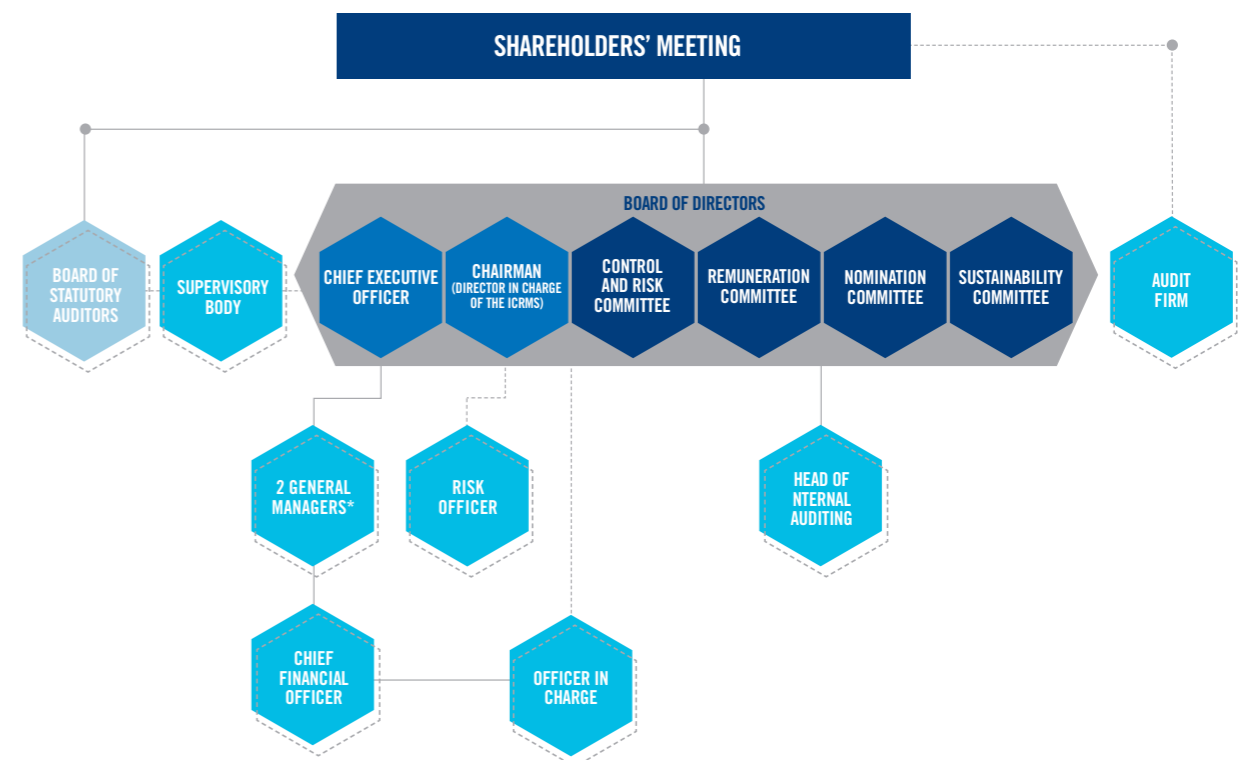 SHAREHOLDERS’ MEETING
BOARD OF DIRECTORS
BOARD OF
STATUTORY
AUDITORS
SUPERVISORY
BODY
CHIEF EXECUTIVE
OFFICER
CHAIRMAN
(DIRECTOR IN CHARGE
OF THE ICRMS)
CONTROL
AND RISK
COMMITTEE
REMUNERATION
COMMITTEE
NOMINATION
COMMITTEE
SUSTAINABILITY
COMMITTEE
AUDIT
FIRM
2 GENERAL
MANAGERS*
RISK
OFFICER
HEAD OF
NTERNAL
AUDITING
CHIEF
FINANCIAL
OFFICER
OFFICER IN
CHARGE